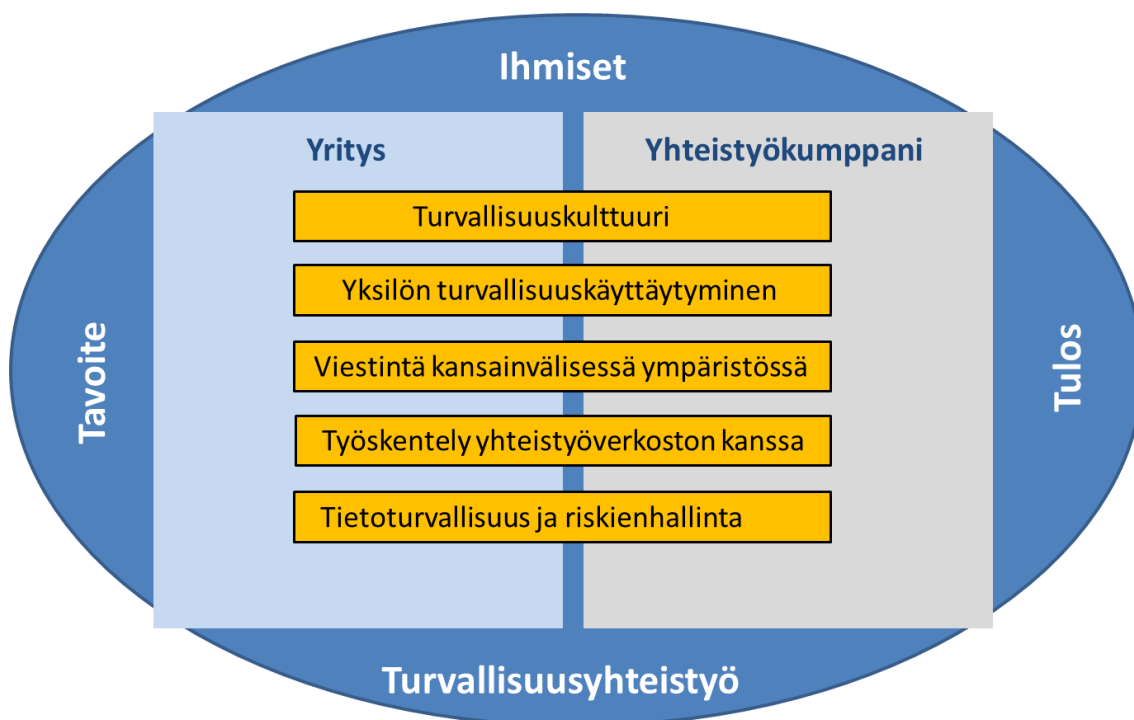 Ihmiset
Yritys
Yhteistyökumppani
Turvallisuuskulttuuri
Yksilön turvallisuuskäyttäytyminen
Viestintä kansainvälisessä ympäristössä
Työskentely yhteistyöverkoston kanssa
Tietoturvallisuus ja riskienhallinta
Tavoite
Tulos
Turvallisuusyhteistyö